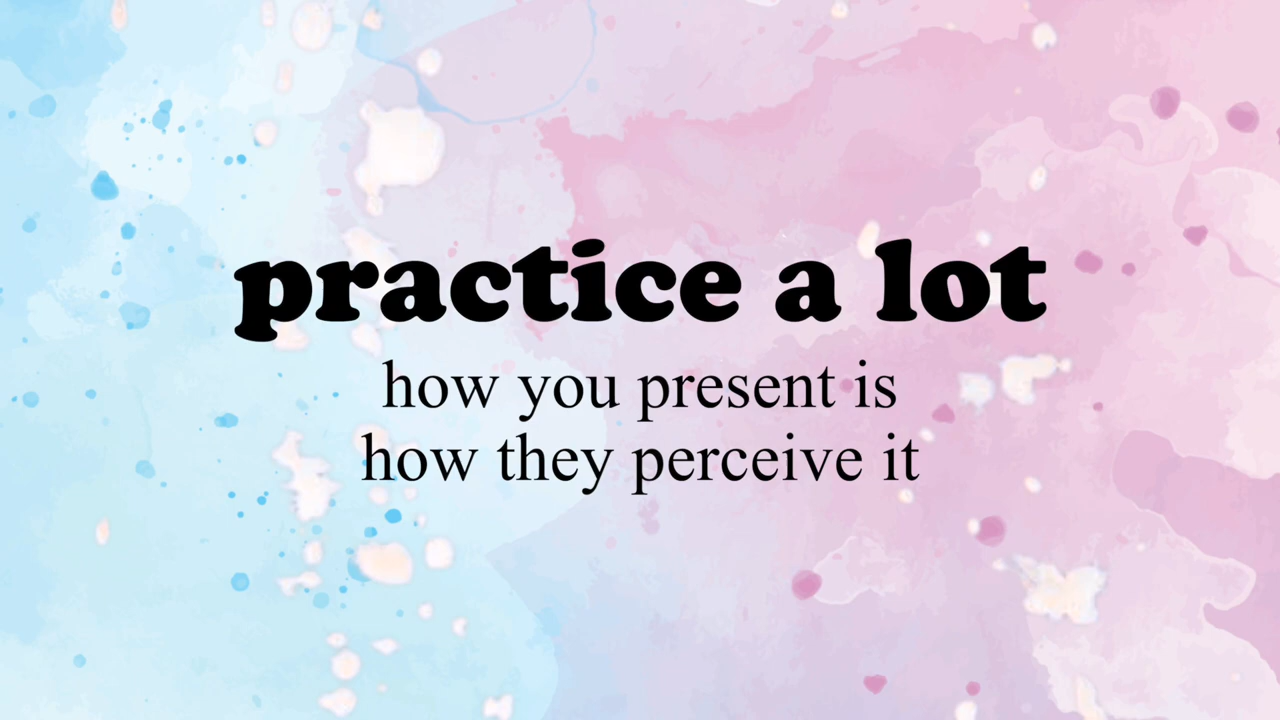 practice a lot
how you present is
how they perceive it